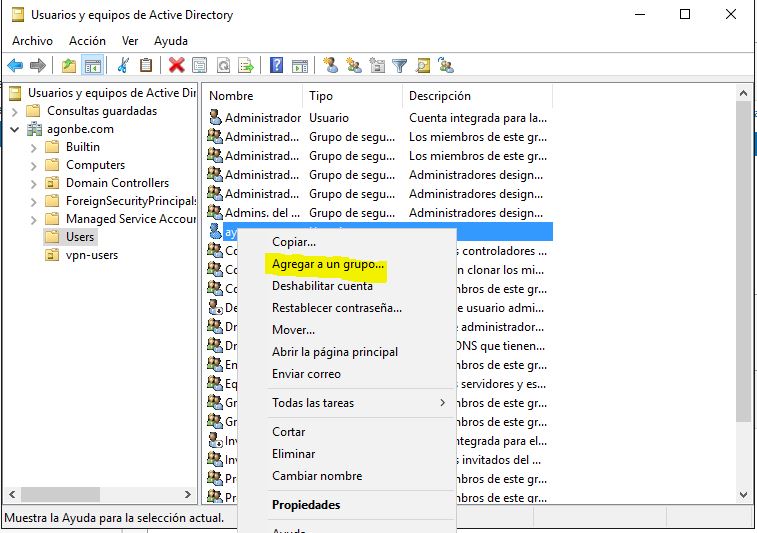 Usuarios y equipos de Active Directory
Archivo Acción Ver Ayuda
Usuarios y equipos de Active Dir
Consultas guardadas
agonbe.com
Builtin
Computers
Domain Controllers
ForeignSecurityPrincipals
Managed Service Accour
Users
vpn-users
Nombre Tipo Descripción
Administrador Usuario Cuenta integrada para la...
Administrad... Grupo de segu... Los miembros de este gr...
Administrad... Grupo de segu... Los miembros de este gr...
Administrad... Grupo de segu... Administradores design...
Administrad... Grupo de segu... Administradores design...
Admins. del ... Grupo de segu... Administradores design...
ay
Co s controladores ...
Co n clonar los mi...
Co mbros de este gr...
De e usuario admi...
Dr e administrador...
Dr ONS que tienen...
En mbros de este gr...
Eq s servidores y es...
Gr mbros de este gr...
Gr mbros de este gr...
Inv ntegrada para el...
Inv s invitados del ...
Pr mbros de este gr...
Pr mbros de este gr...
Copiar...
Agregar a un grupo...
Deshabilitar cuenta
Restablecer contraseña...
Mover...
Abrir la página principal
Enviar correo
Todas las tareas
Cortar
Eliminar
Cambiar nombre
Propiedades
Ayuda
Muestra la Ayuda para la selección actual.